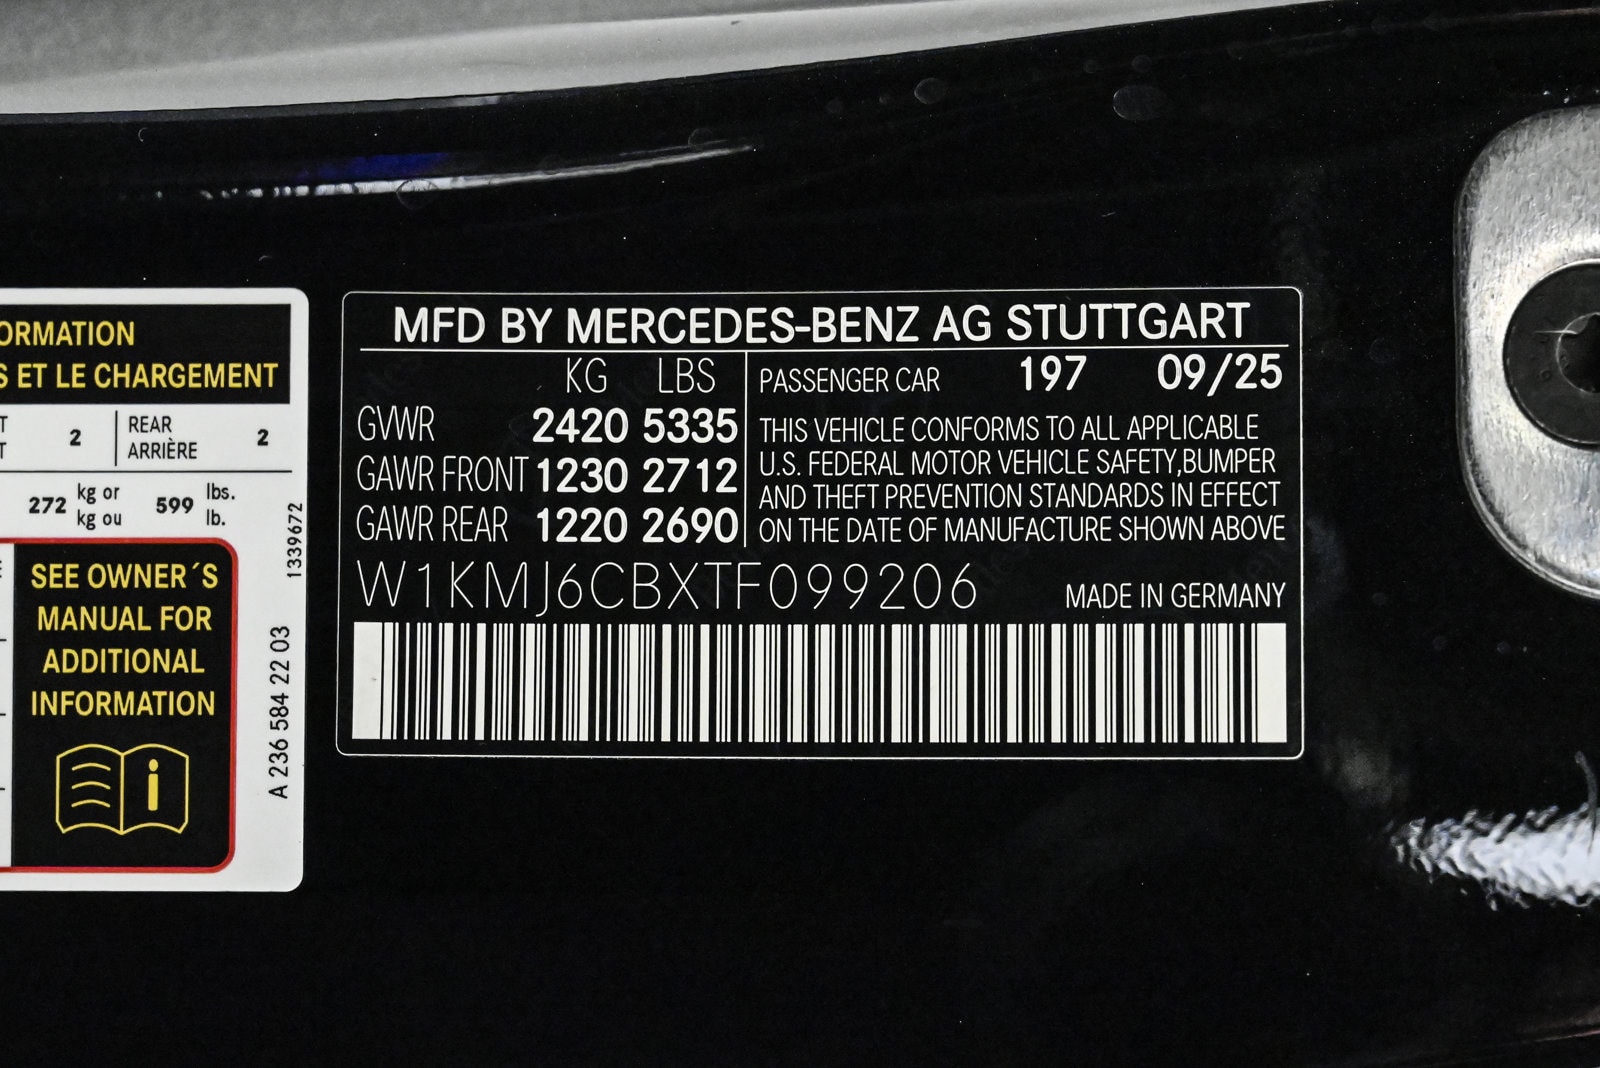 ORMATION
S ET LE CHARGEMENT
T
T
2
REAR
ARRIÈRE
2
272 kg or
kg ou
599 lbs.
lb.
1339672
SEE OWNER´S
MANUAL FOR
ADDITIONAL
INFORMATION
i
A 236 584 22 03
MFD BY MERCEDES-BENZ AG STUTTGART
KG LBS
GVWR 2420 5335
GAWR FRONT 1230 2712
GAWR REAR 1220 2690
PASSENGER CAR 197 09/25
THIS VEHICLE CONFORMS TO ALL APPLICABLE
U.S. FEDERAL MOTOR VEHICLE SAFETY,BUMPER
AND THEFT PREVENTION STANDARDS IN EFFECT
ON THE DATE OF MANUFACTURE SHOWN ABOVE
W1KMJ6CBXTF099206
MADE IN GERMANY